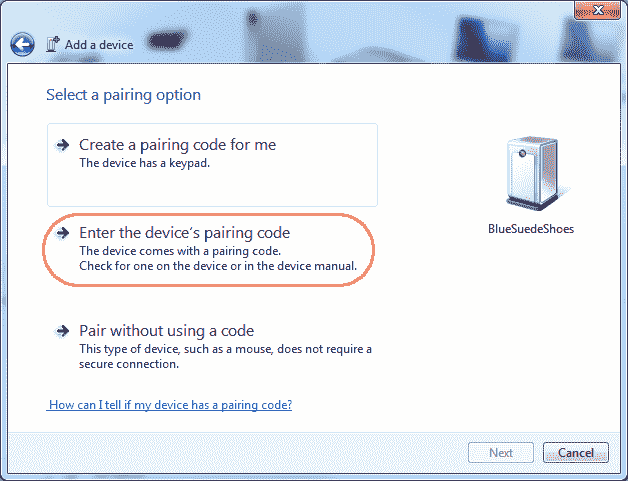 Add a device
Select a pairing option
Create a pairing code for me
The device has a keypad.
BlueSuedeShoes
Enter the device's pairing code
The device comes with a pairing code.
Check for one on the device or in the device manual.
Pair without using a code
This type of device, such as a mouse, does not require a
secure connection.
How can I tell if my device has a pairing code?
Next
Cancel